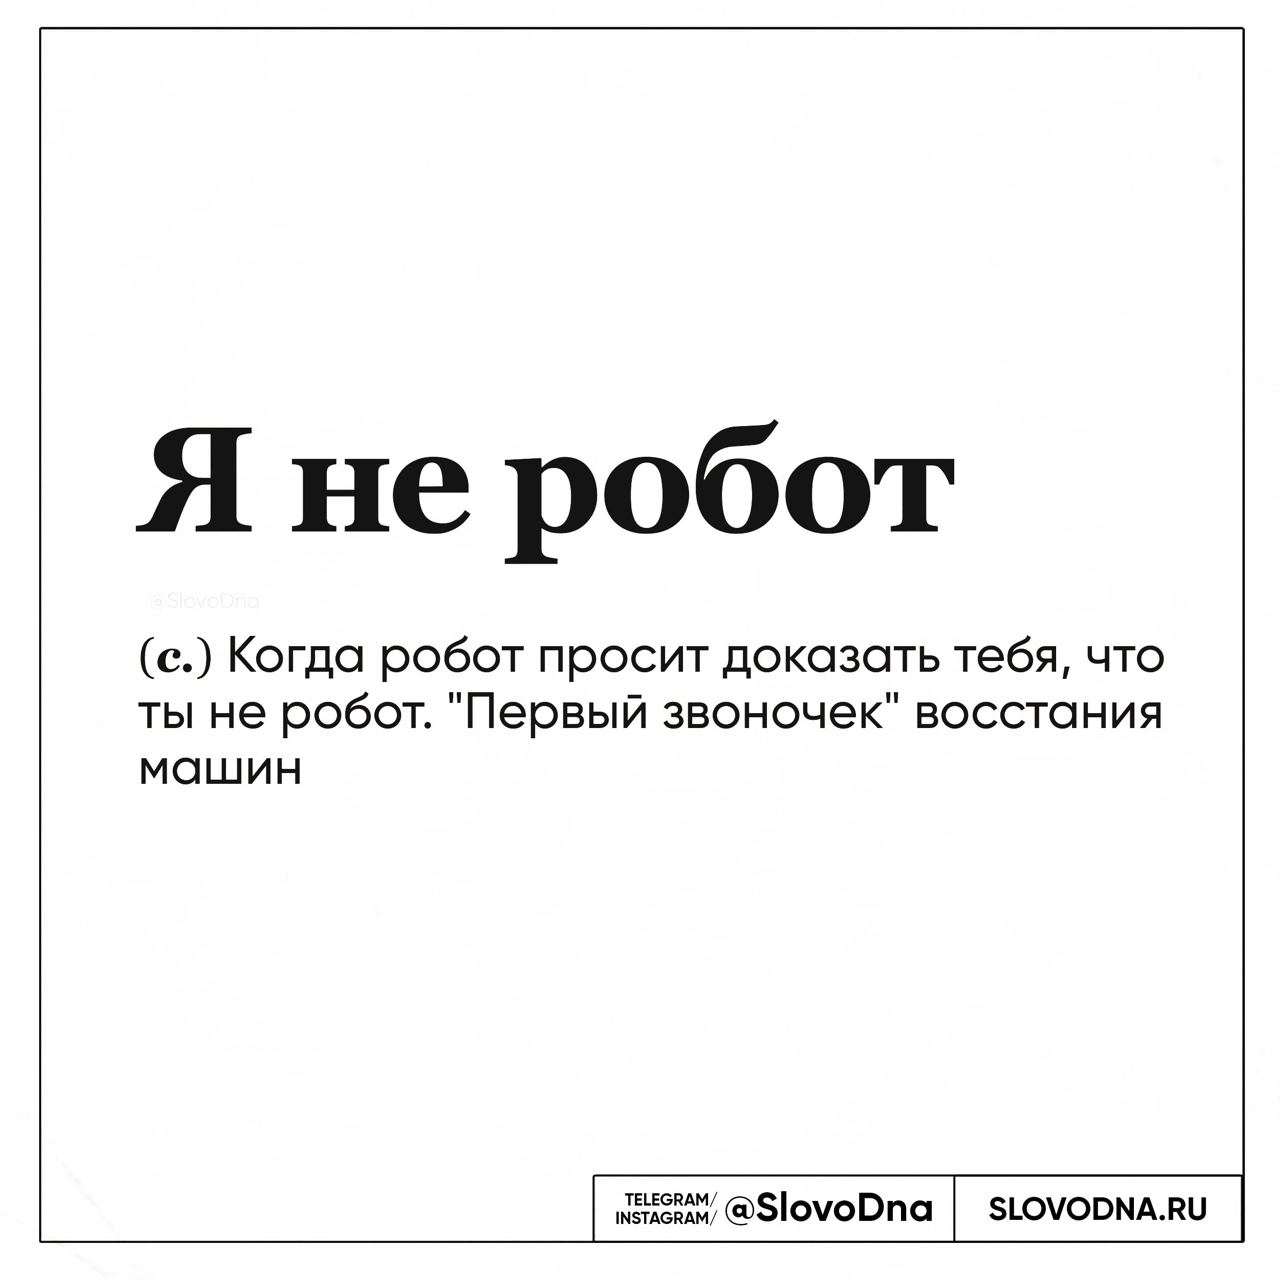 Я не робот
@SlovoDna
(с.) Когда робот просит доказать тебя, что
ты не робот. "Первый звоночек" восстания
машин
TELEGRAM/
INSTAGRAM/
@SlovoDna
SLOVODNA.RU